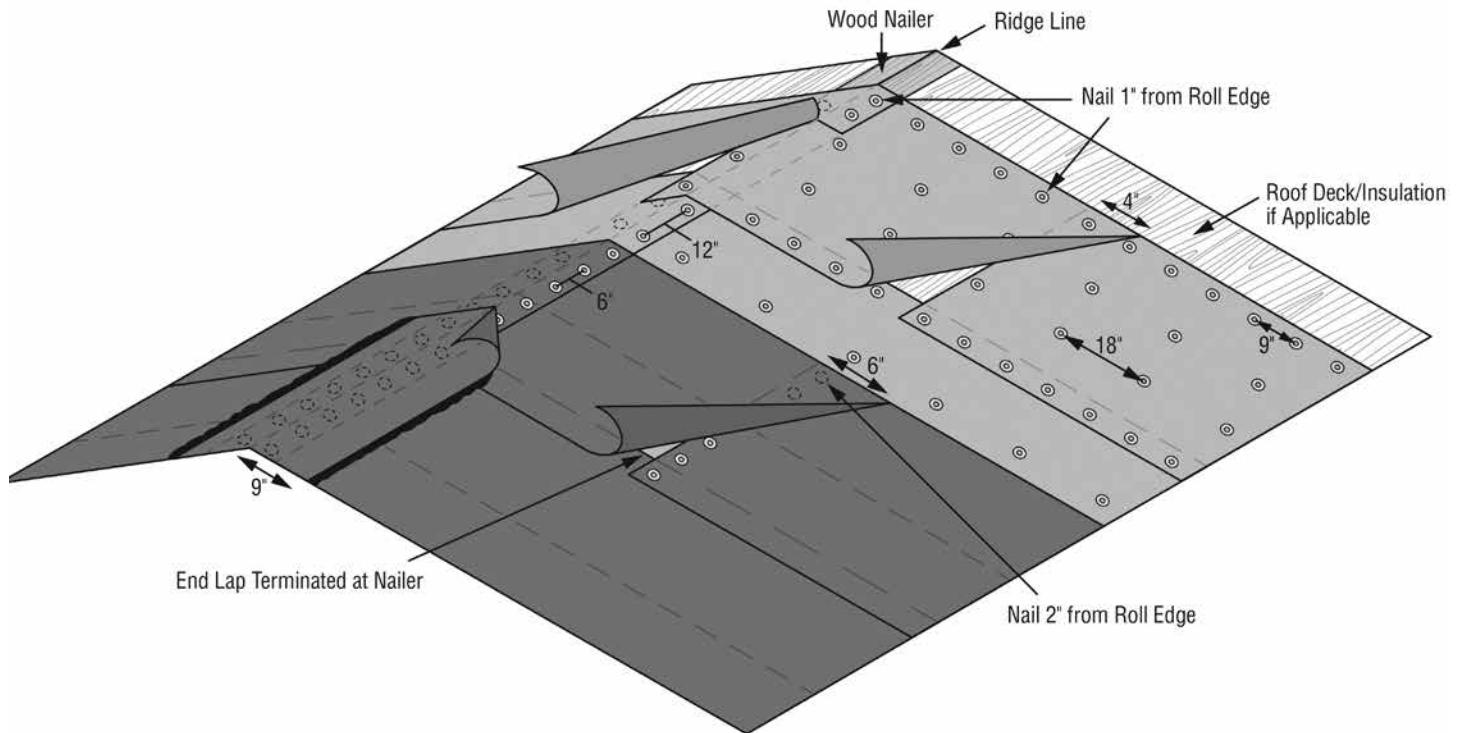 Wood Nailer
Ridge Line
Nail 1" from Roll Edge
Roof Deck/Insulation
if Applicable
4"
12"
6"
18"
9"
6"
9"
End Lap Terminated at Nailer
Nail 2" from Roll Edge